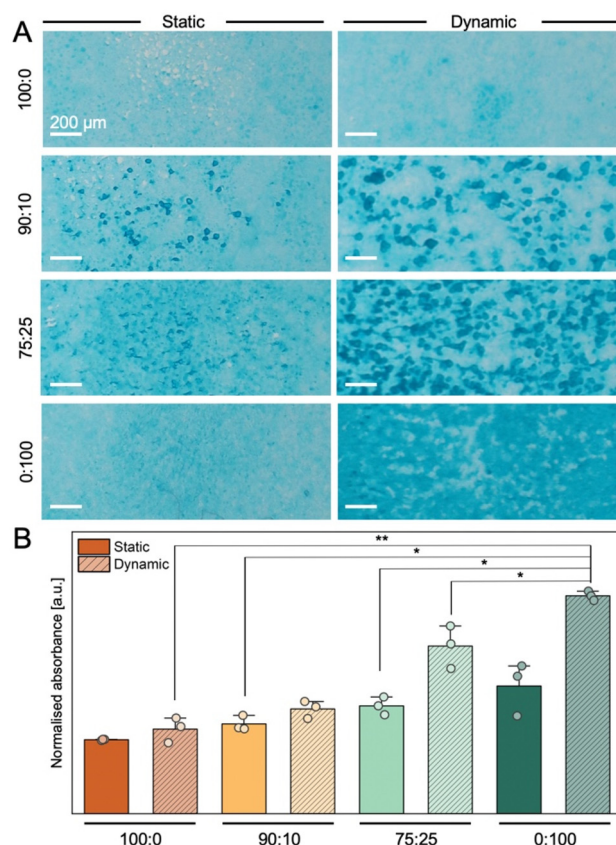 A
Static
Dynamic
100:0
200 µm
90:10
75:25
0:100
B
Static
Dynamic
**
*
*
*
Normalised absorbance [a.u.]
100:0
90:10
75:25
0:100